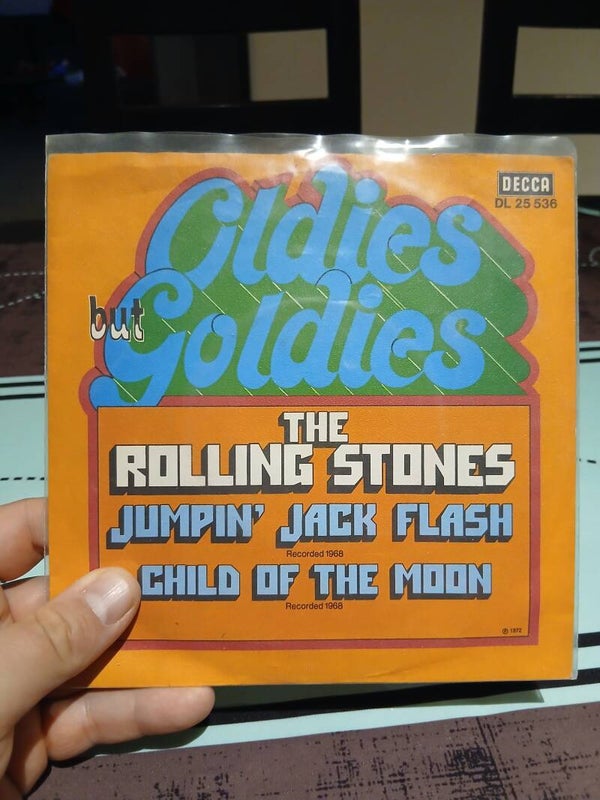 DECCA
DL 25 536
Oldies
but
Goldies
THE
ROLLING STONES
JUMPIN' JACK FLASH
Recorded 1968
CHILD OF THE MOON
Recorded 1968
℗ 1972